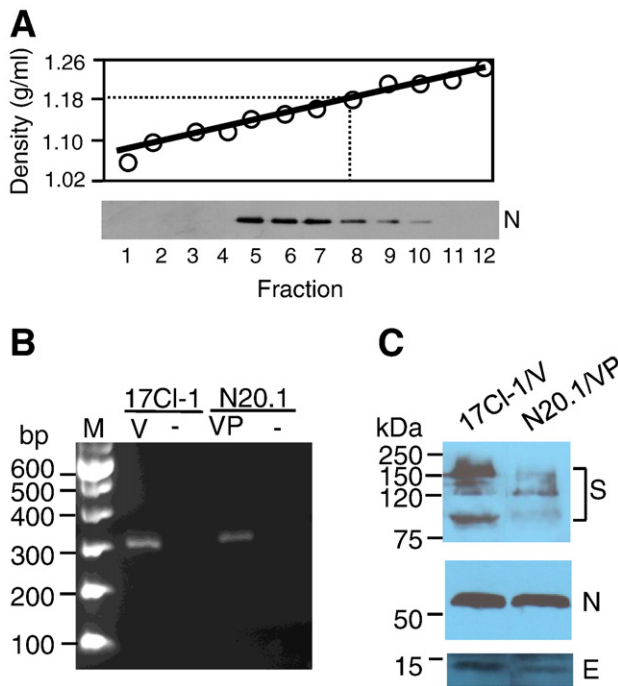 A
Density (g/ml)
1.26
1.18
1.10
1.02
N
1 2 3 4 5 6 7 8 9 10 11 12
Fraction
B
17Cl-1 N20.1
bp M V - VP -
600
500
400
300
200
100
C
17Cl-1/V N20.1/VP
kDa
250
150
120
75
S
50
N
15
E